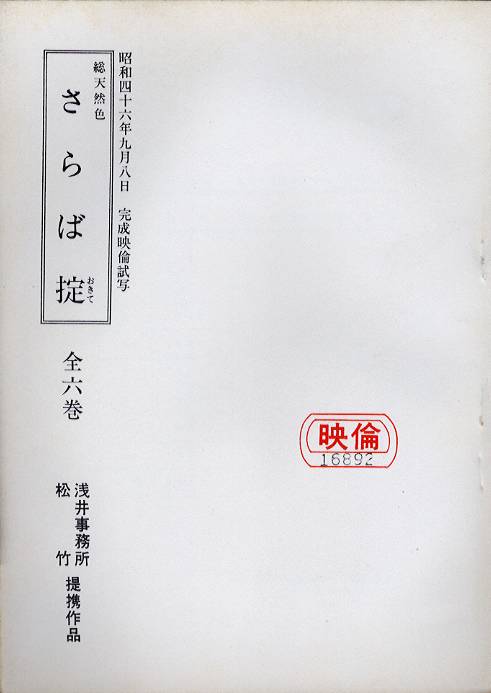 昭和四十六年九月八日 完成映倫試写
総天然色
さらば掟
おきて
全六巻
浅井事務所
松竹
提携作品
映倫
16892